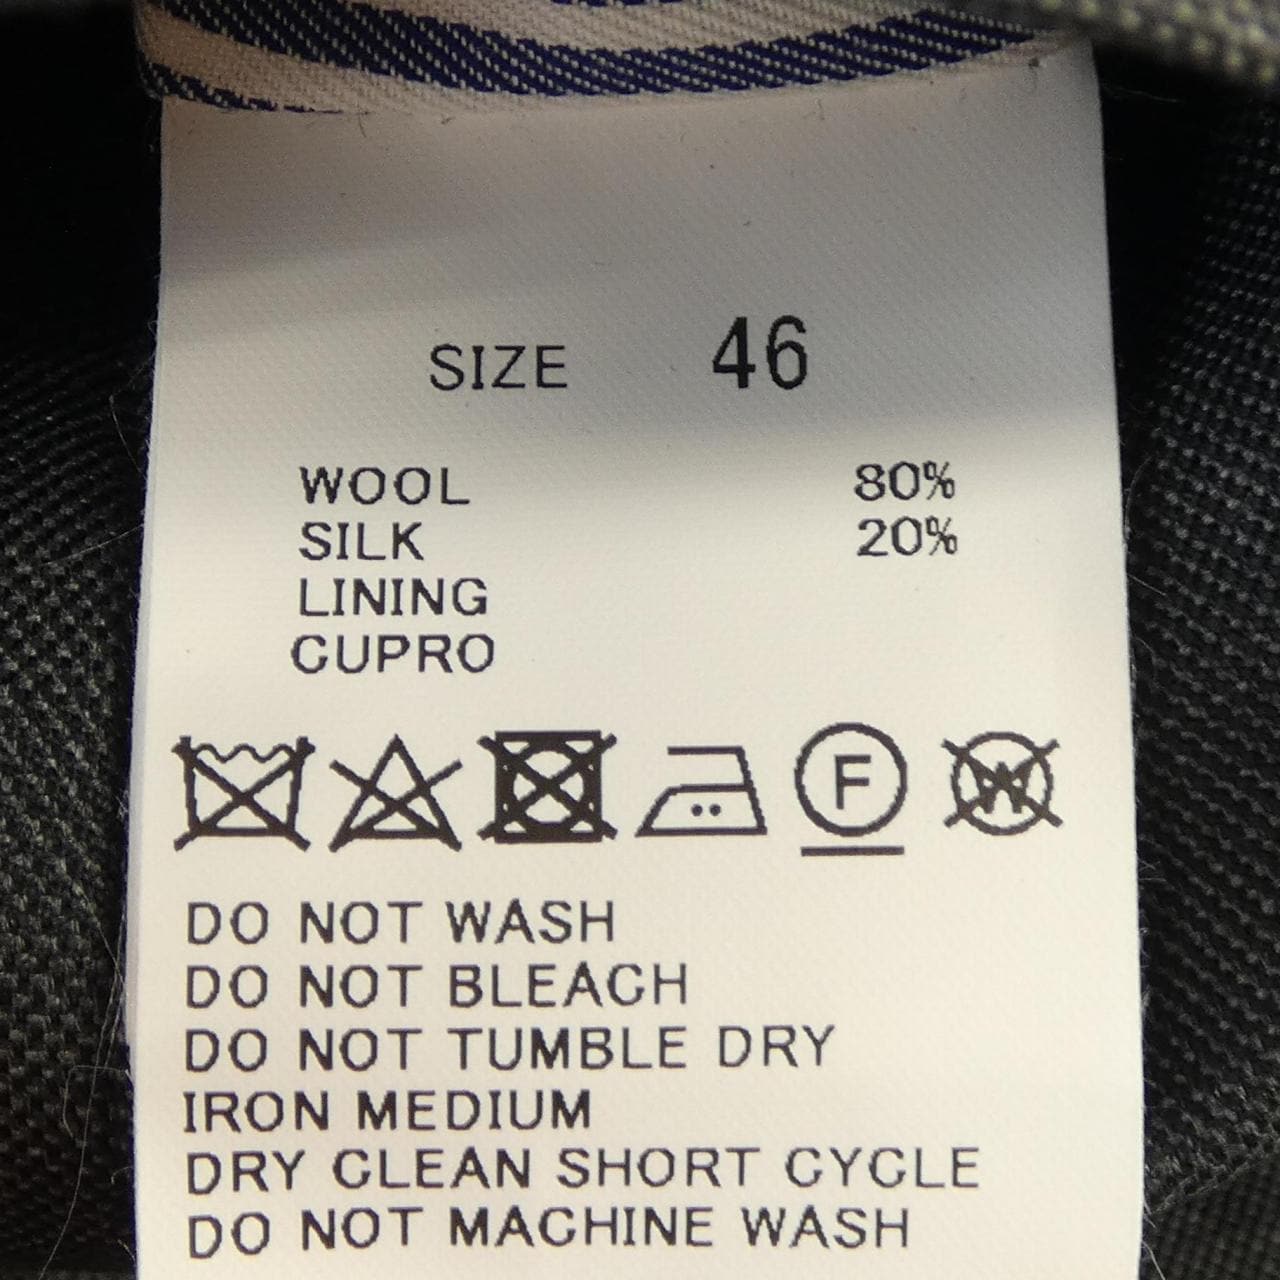 SIZE 46
WOOL 80%
SILK 20%
LINING
CUPRO
F W
DO NOT WASH
DO NOT BLEACH
DO NOT TUMBLE DRY
IRON MEDIUM
DRY CLEAN SHORT CYCLE
DO NOT MACHINE WASH